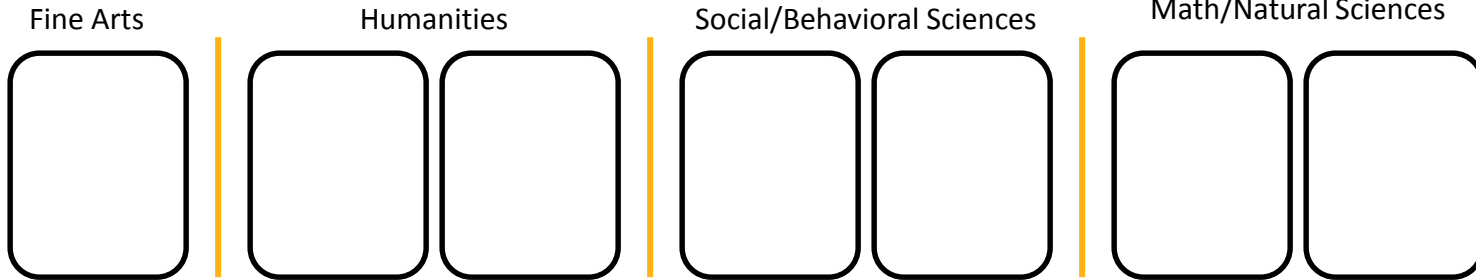 Fine Arts
Humanities
Social/Behavioral Sciences
Math/Natural Sciences